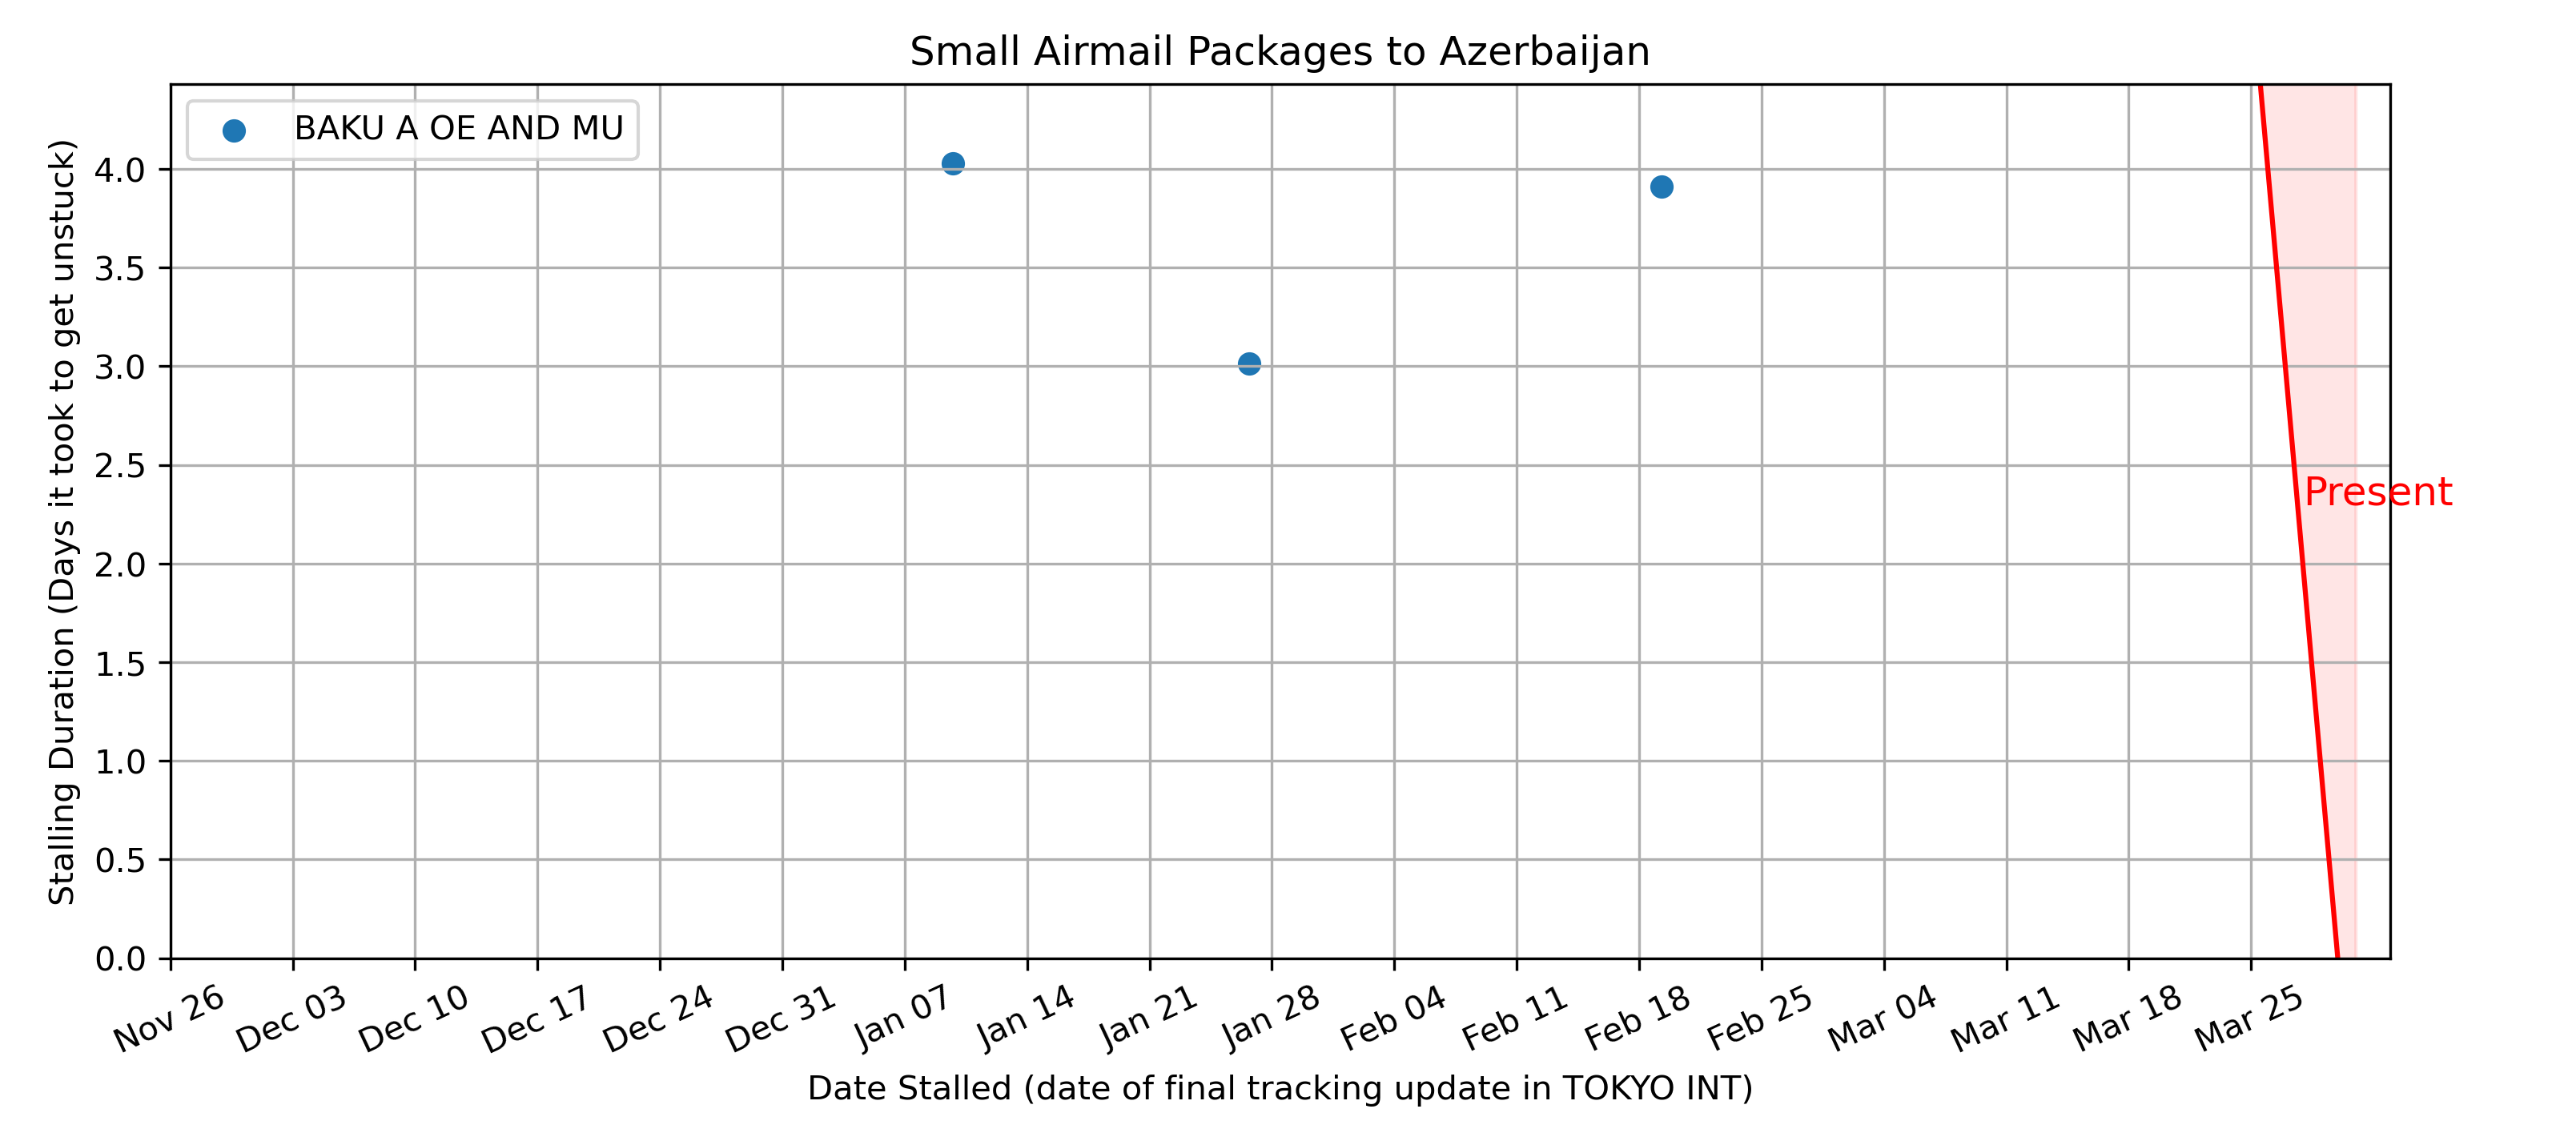 Small Airmail Packages to Azerbaijan
BAKU A OE AND MU
Stalling Duration (Days it took to get unstuck)
4.0
3.5
3.0
2.5
2.0
1.5
1.0
0.5
0.0
Present
Nov 26 Dec 03 Dec 10 Dec 17 Dec 24 Dec 31 Jan 07 Jan 14 Jan 21 Jan 28 Feb 04 Feb 11 Feb 18 Feb 25 Mar 04 Mar 11 Mar 18 Mar 25
Date Stalled (date of final tracking update in TOKYO INT)